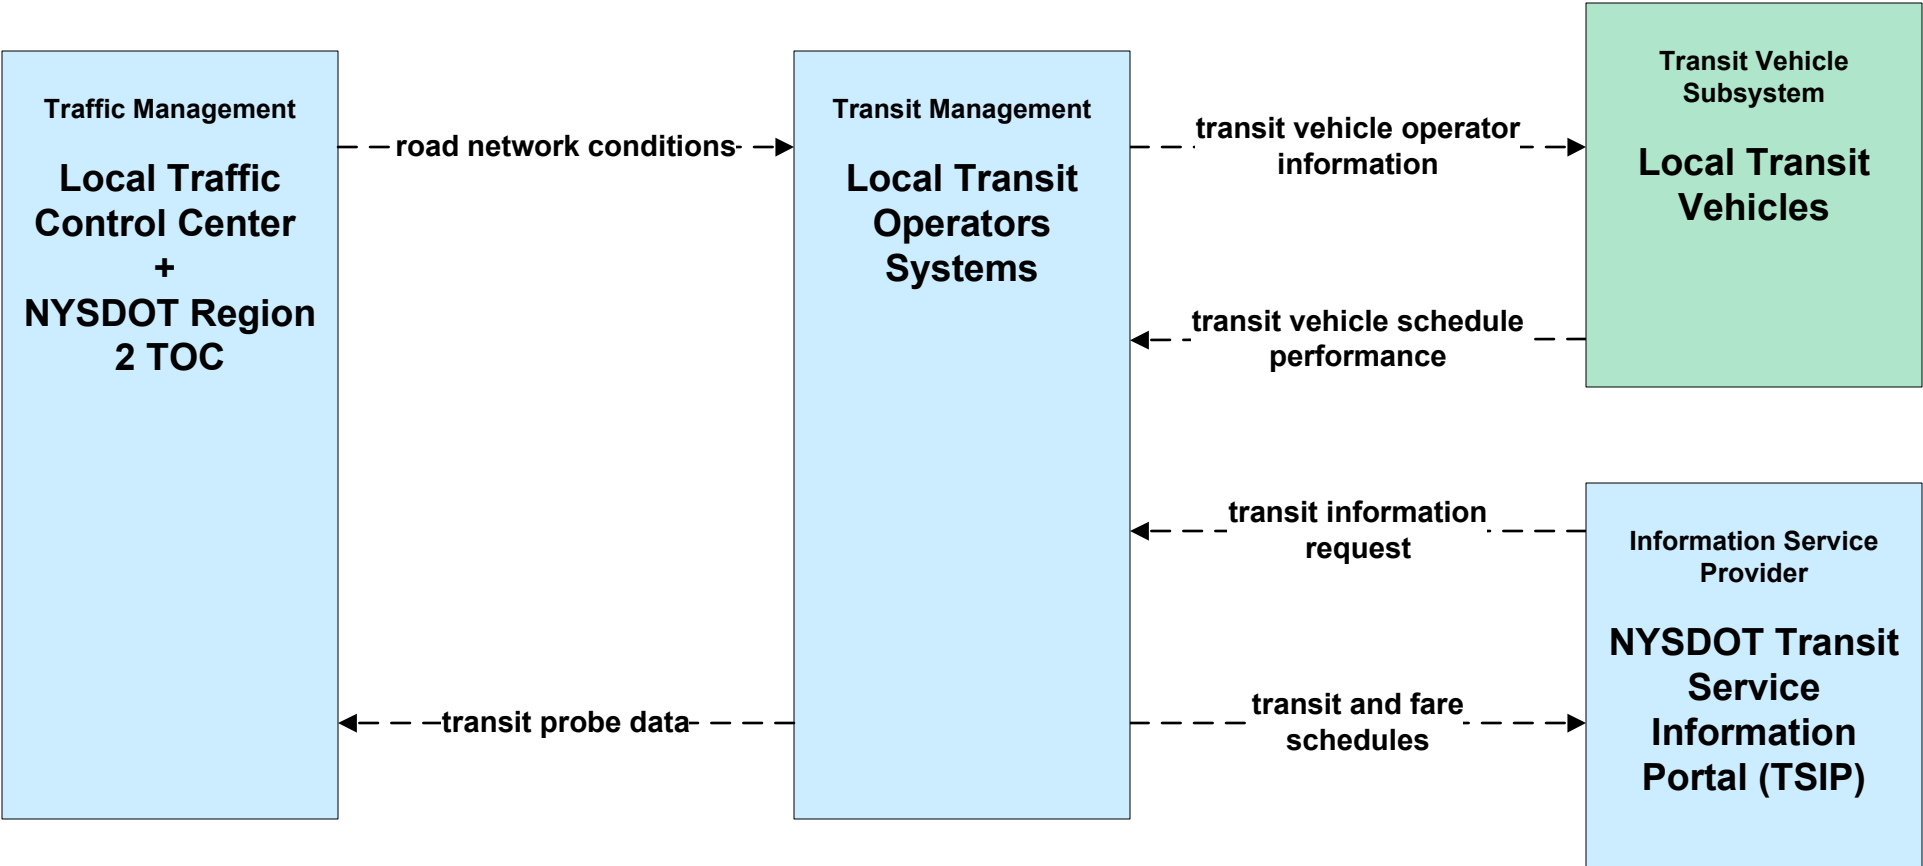 Traffic Management
Local Traffic
Control Center
+
NYSDOT Region
2 TOC
road network conditions
transit probe data
Transit Management
Local Transit
Operators
Systems
transit vehicle operator
information
transit vehicle schedule
performance
transit information
request
transit and fare
schedules
Transit Vehicle
Subsystem
Local Transit
Vehicles
Information Service
Provider
NYSDOT Transit
Service
Information
Portal (TSIP)